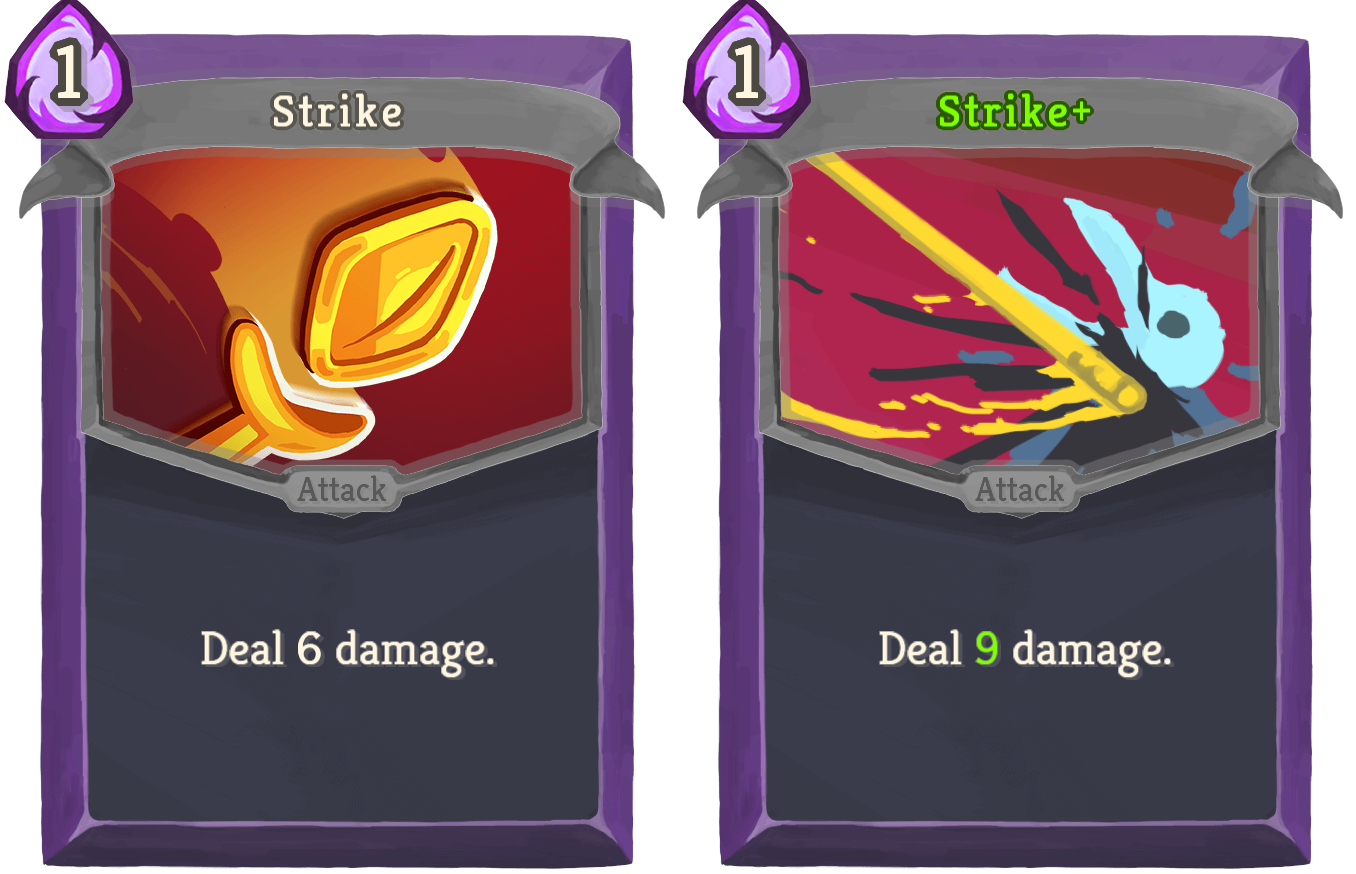 1
Strike
Attack
Deal 6 damage.
1
Strike+
Attack
Deal 9 damage.